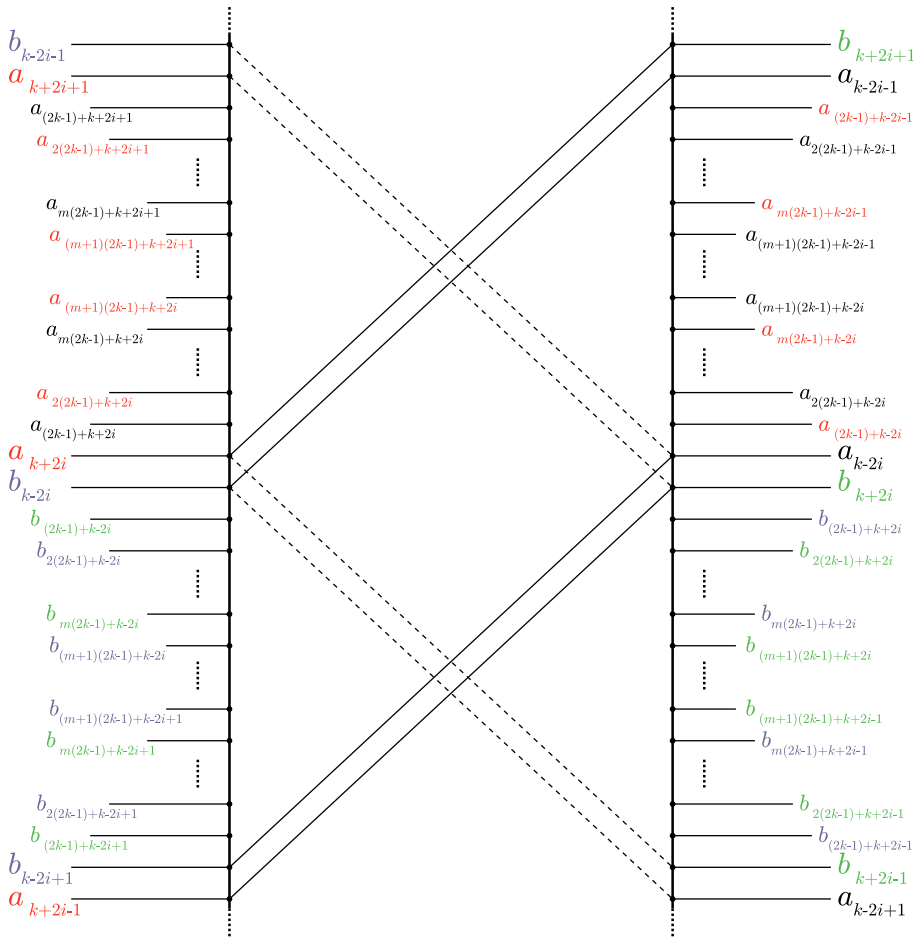 b_{k-2i-1} b_{k+2i+1}
a_{k+2i+1} a_{k-2i-1}
a_{(2k-1)+k+2i+1} a_{(2k-1)+k-2i-1}
a_{2(2k-1)+k+2i+1} a_{2(2k-1)+k-2i-1}
a_{m(2k-1)+k+2i+1} a_{m(2k-1)+k-2i-1}
a_{(m+1)(2k-1)+k+2i+1} a_{(m+1)(2k-1)+k-2i-1}
a_{(m+1)(2k-1)+k+2i} a_{(m+1)(2k-1)+k-2i}
a_{m(2k-1)+k+2i} a_{m(2k-1)+k-2i}
a_{2(2k-1)+k+2i} a_{2(2k-1)+k-2i}
a_{(2k-1)+k+2i} a_{(2k-1)+k-2i}
a_{k+2i} a_{k-2i}
b_{k-2i} b_{k+2i}
b_{(2k-1)+k-2i} b_{(2k-1)+k+2i}
b_{2(2k-1)+k-2i} b_{2(2k-1)+k+2i}
b_{m(2k-1)+k-2i} b_{m(2k-1)+k+2i}
b_{(m+1)(2k-1)+k-2i} b_{(m+1)(2k-1)+k+2i}
b_{(m+1)(2k-1)+k-2i+1} b_{(m+1)(2k-1)+k+2i-1}
b_{m(2k-1)+k-2i+1} b_{m(2k-1)+k+2i-1}
b_{2(2k-1)+k-2i+1} b_{2(2k-1)+k+2i-1}
b_{(2k-1)+k-2i+1} b_{(2k-1)+k+2i-1}
b_{k-2i+1} b_{k+2i-1}
a_{k+2i-1} a_{k-2i+1}